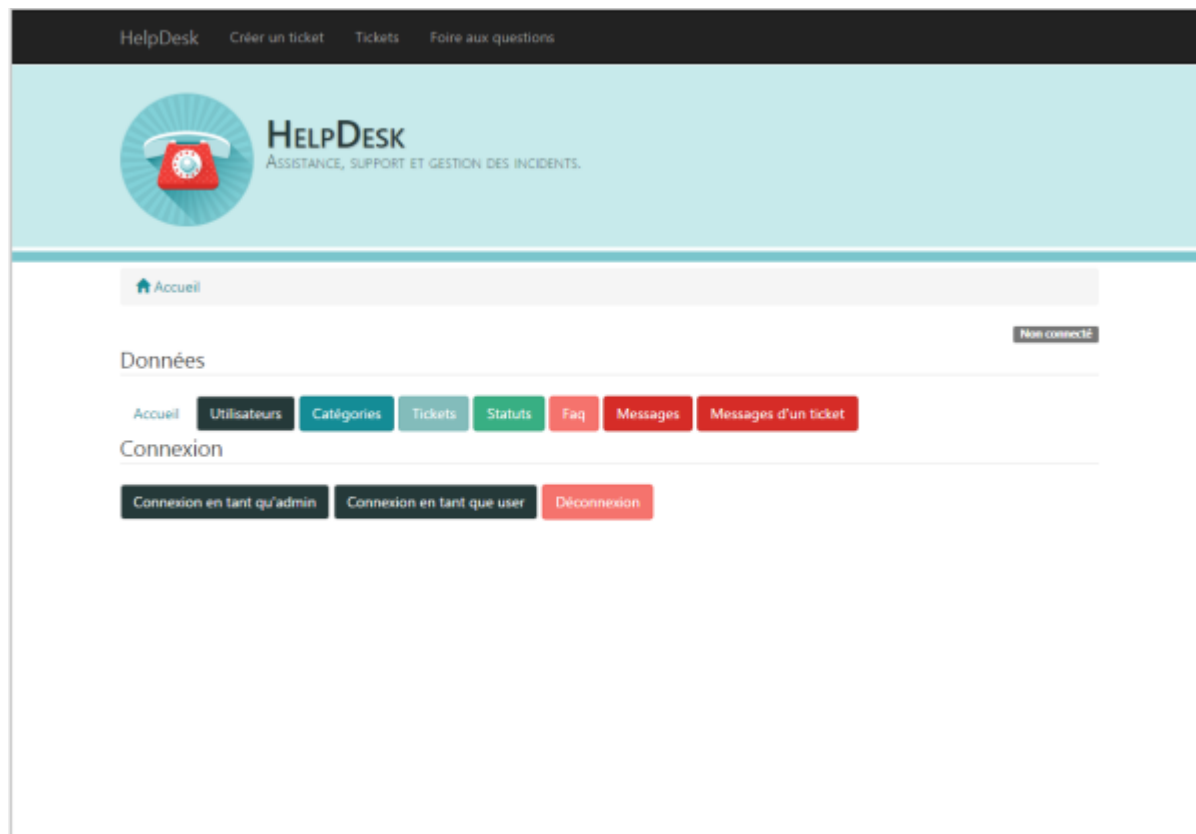 HelpDesk Créer un ticket Tickets Foire aux questions
HelpDesk
Assistance, support et gestion des incidents.
Accueil
Non connecté
Données
Accueil Utilisateurs Catégories Tickets Statuts Faq Messages Messages d'un ticket
Connexion
Connexion en tant qu'admin Connexion en tant que user Déconnexion